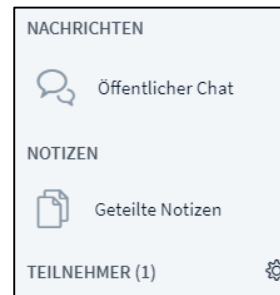 NACHRICHTEN
Öffentlicher Chat
NOTIZEN
Geteilte Notizen
TEILNEHMER (1)